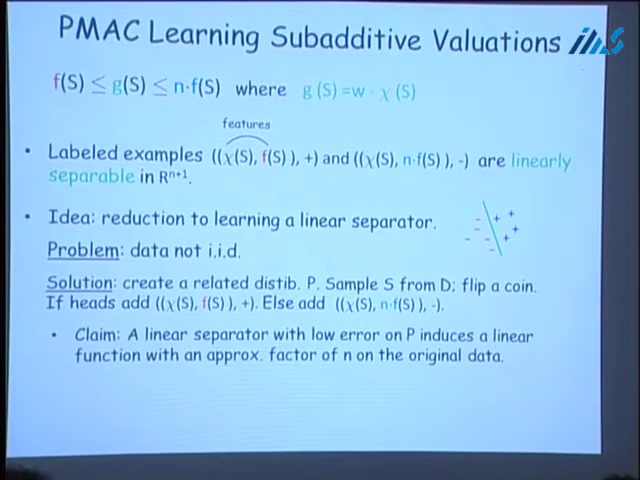 PMAC Learning Subadditive Valuations
ias
f(S) ≤ g(S) ≤ n·f(S) where g (S) =w · χ (S)
features
• Labeled examples ((χ(S), f(S) ), +) and ((χ(S), n·f(S) ), -) are linearly
separable in Rⁿ⁺¹.
• Idea: reduction to learning a linear separator.
Problem: data not i.i.d.
Solution: create a related distib. P. Sample S from D; flip a coin.
If heads add ((χ(S), f(S) ), +). Else add ((χ(S), n·f(S) ), -).
• Claim: A linear separator with low error on P induces a linear
function with an approx. factor of n on the original data.